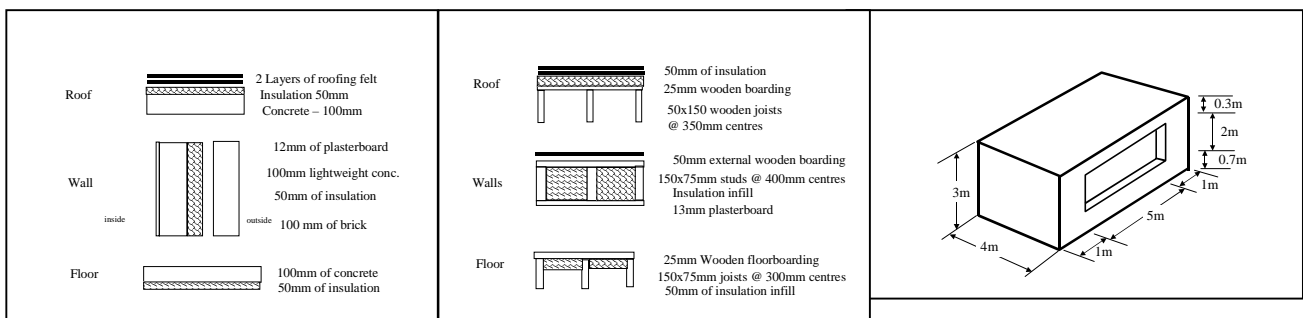 2 Layers of roofing felt
Roof
Insulation 50mm
Concrete – 100mm
12mm of plasterboard
100mm lightweight conc.
Wall
50mm of insulation
inside
outside
100 mm of brick
Floor
100mm of concrete
50mm of insulation
50mm of insulation
Roof
25mm wooden boarding
50x150 wooden joists
@ 350mm centres
50mm external wooden boarding
Walls
150x75mm studs @ 400mm centres
Insulation infill
13mm plasterboard
25mm Wooden floorboarding
Floor
150x75mm joists @ 300mm centres
50mm of insulation infill
0.3m
2m
0.7m
1m
3m
5m
4m
1m